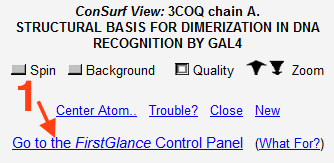 ConSurf View: 3COQ chain A.
STRUCTURAL BASIS FOR DIMERIZATION IN DNA
RECOGNITION BY GAL4
Spin Background Quality Zoom
1
Center Atom.. Trouble? Close New
Go to the FirstGlance Control Panel (What For?)